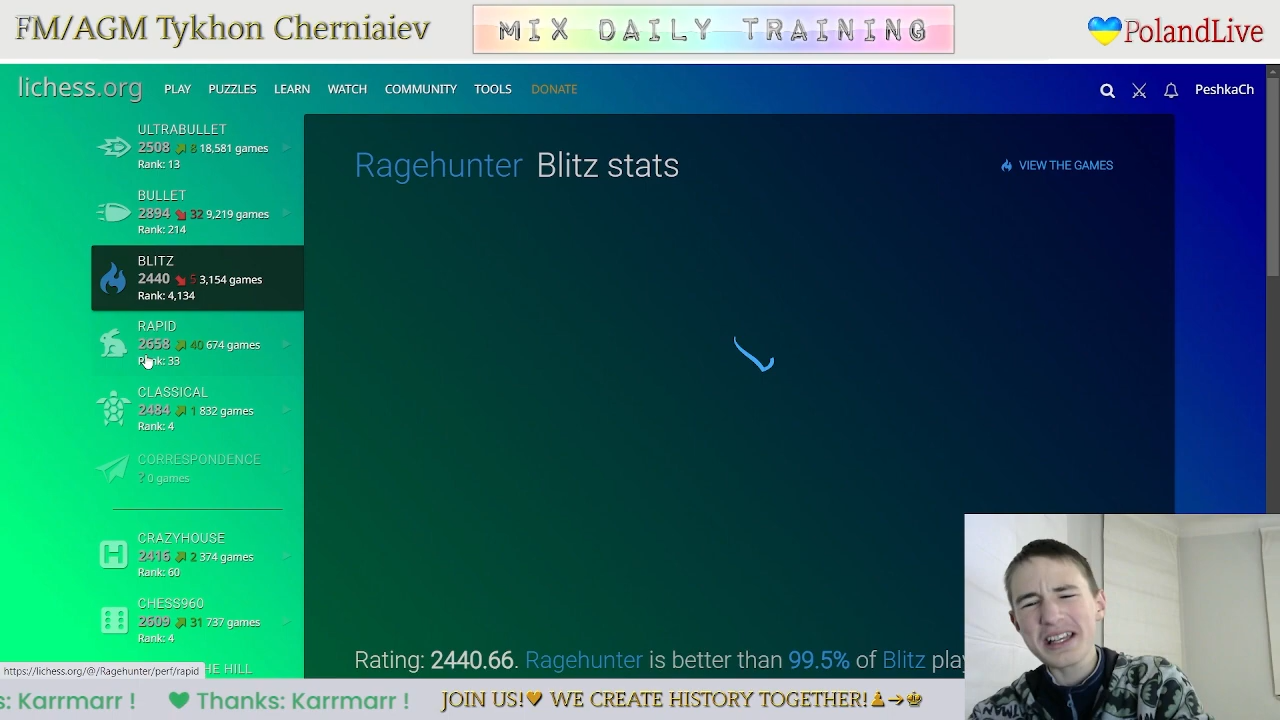 FM/AGM Tykhon Cherniaiev
MIX DAILY TRAINING
PolandLive
lichess.org PLAY PUZZLES LEARN WATCH COMMUNITY TOOLS DONATE PeshkaCh
ULTRABULLET
2508 8 18,581 games
Rank: 13
BULLET
2894 32 9,219 games
Rank: 214
BLITZ
2440 5 3,154 games
Rank: 4,134
RAPID
2658 40 674 games
Rank: 33
CLASSICAL
2484 1 832 games
Rank: 4
CORRESPONDENCE
? 0 games
CRAZYHOUSE
2416 2 374 games
Rank: 60
CHESS960
2609 31 737 games
Rank: 4
THE HILL
https://lichess.org/@/Ragehunter/perf/rapid
Ragehunter Blitz stats
VIEW THE GAMES
Rating: 2440.66. Ragehunter is better than 99.5% of Blitz play
s: Karrmarr ! Thanks: Karrmarr ! JOIN US! WE CREATE HISTORY TOGETHER!